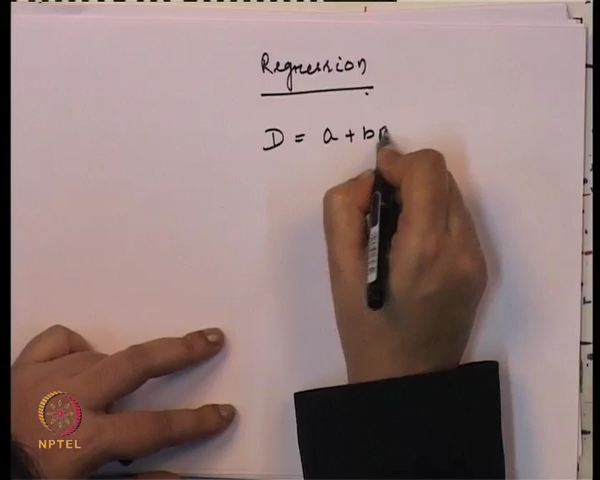 Regression
D = a + b
NPTEL